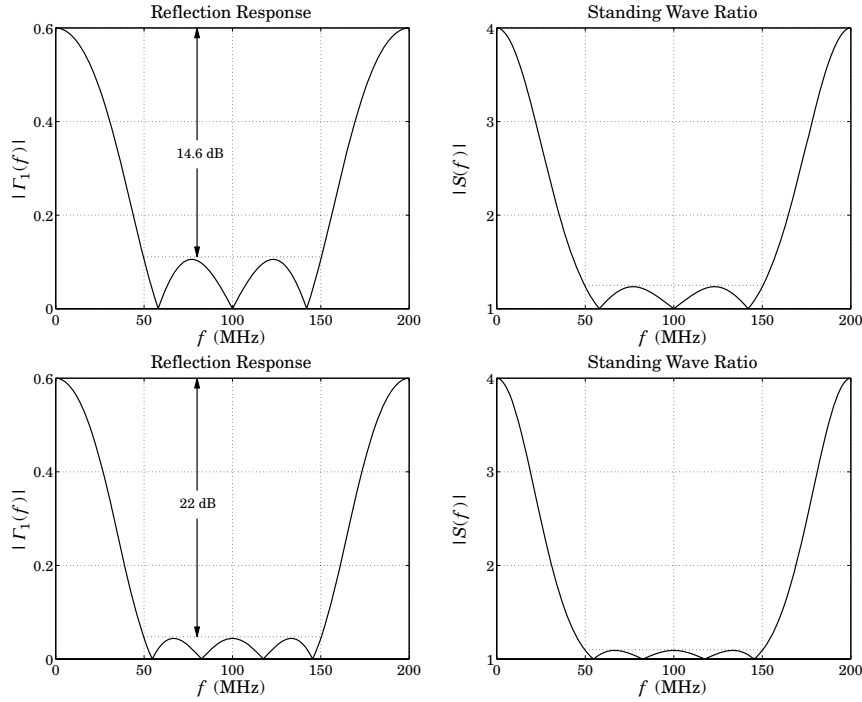 Reflection Response
0.6
0.4
0.2
0
|Γ1(f)|
14.6 dB
0 50 100 150 200
f (MHz)
Standing Wave Ratio
4
3
2
1
|S(f)|
0 50 100 150 200
f (MHz)
Reflection Response
0.6
0.4
0.2
0
|Γ1(f)|
22 dB
0 50 100 150 200
f (MHz)
Standing Wave Ratio
4
3
2
1
|S(f)|
0 50 100 150 200
f (MHz)